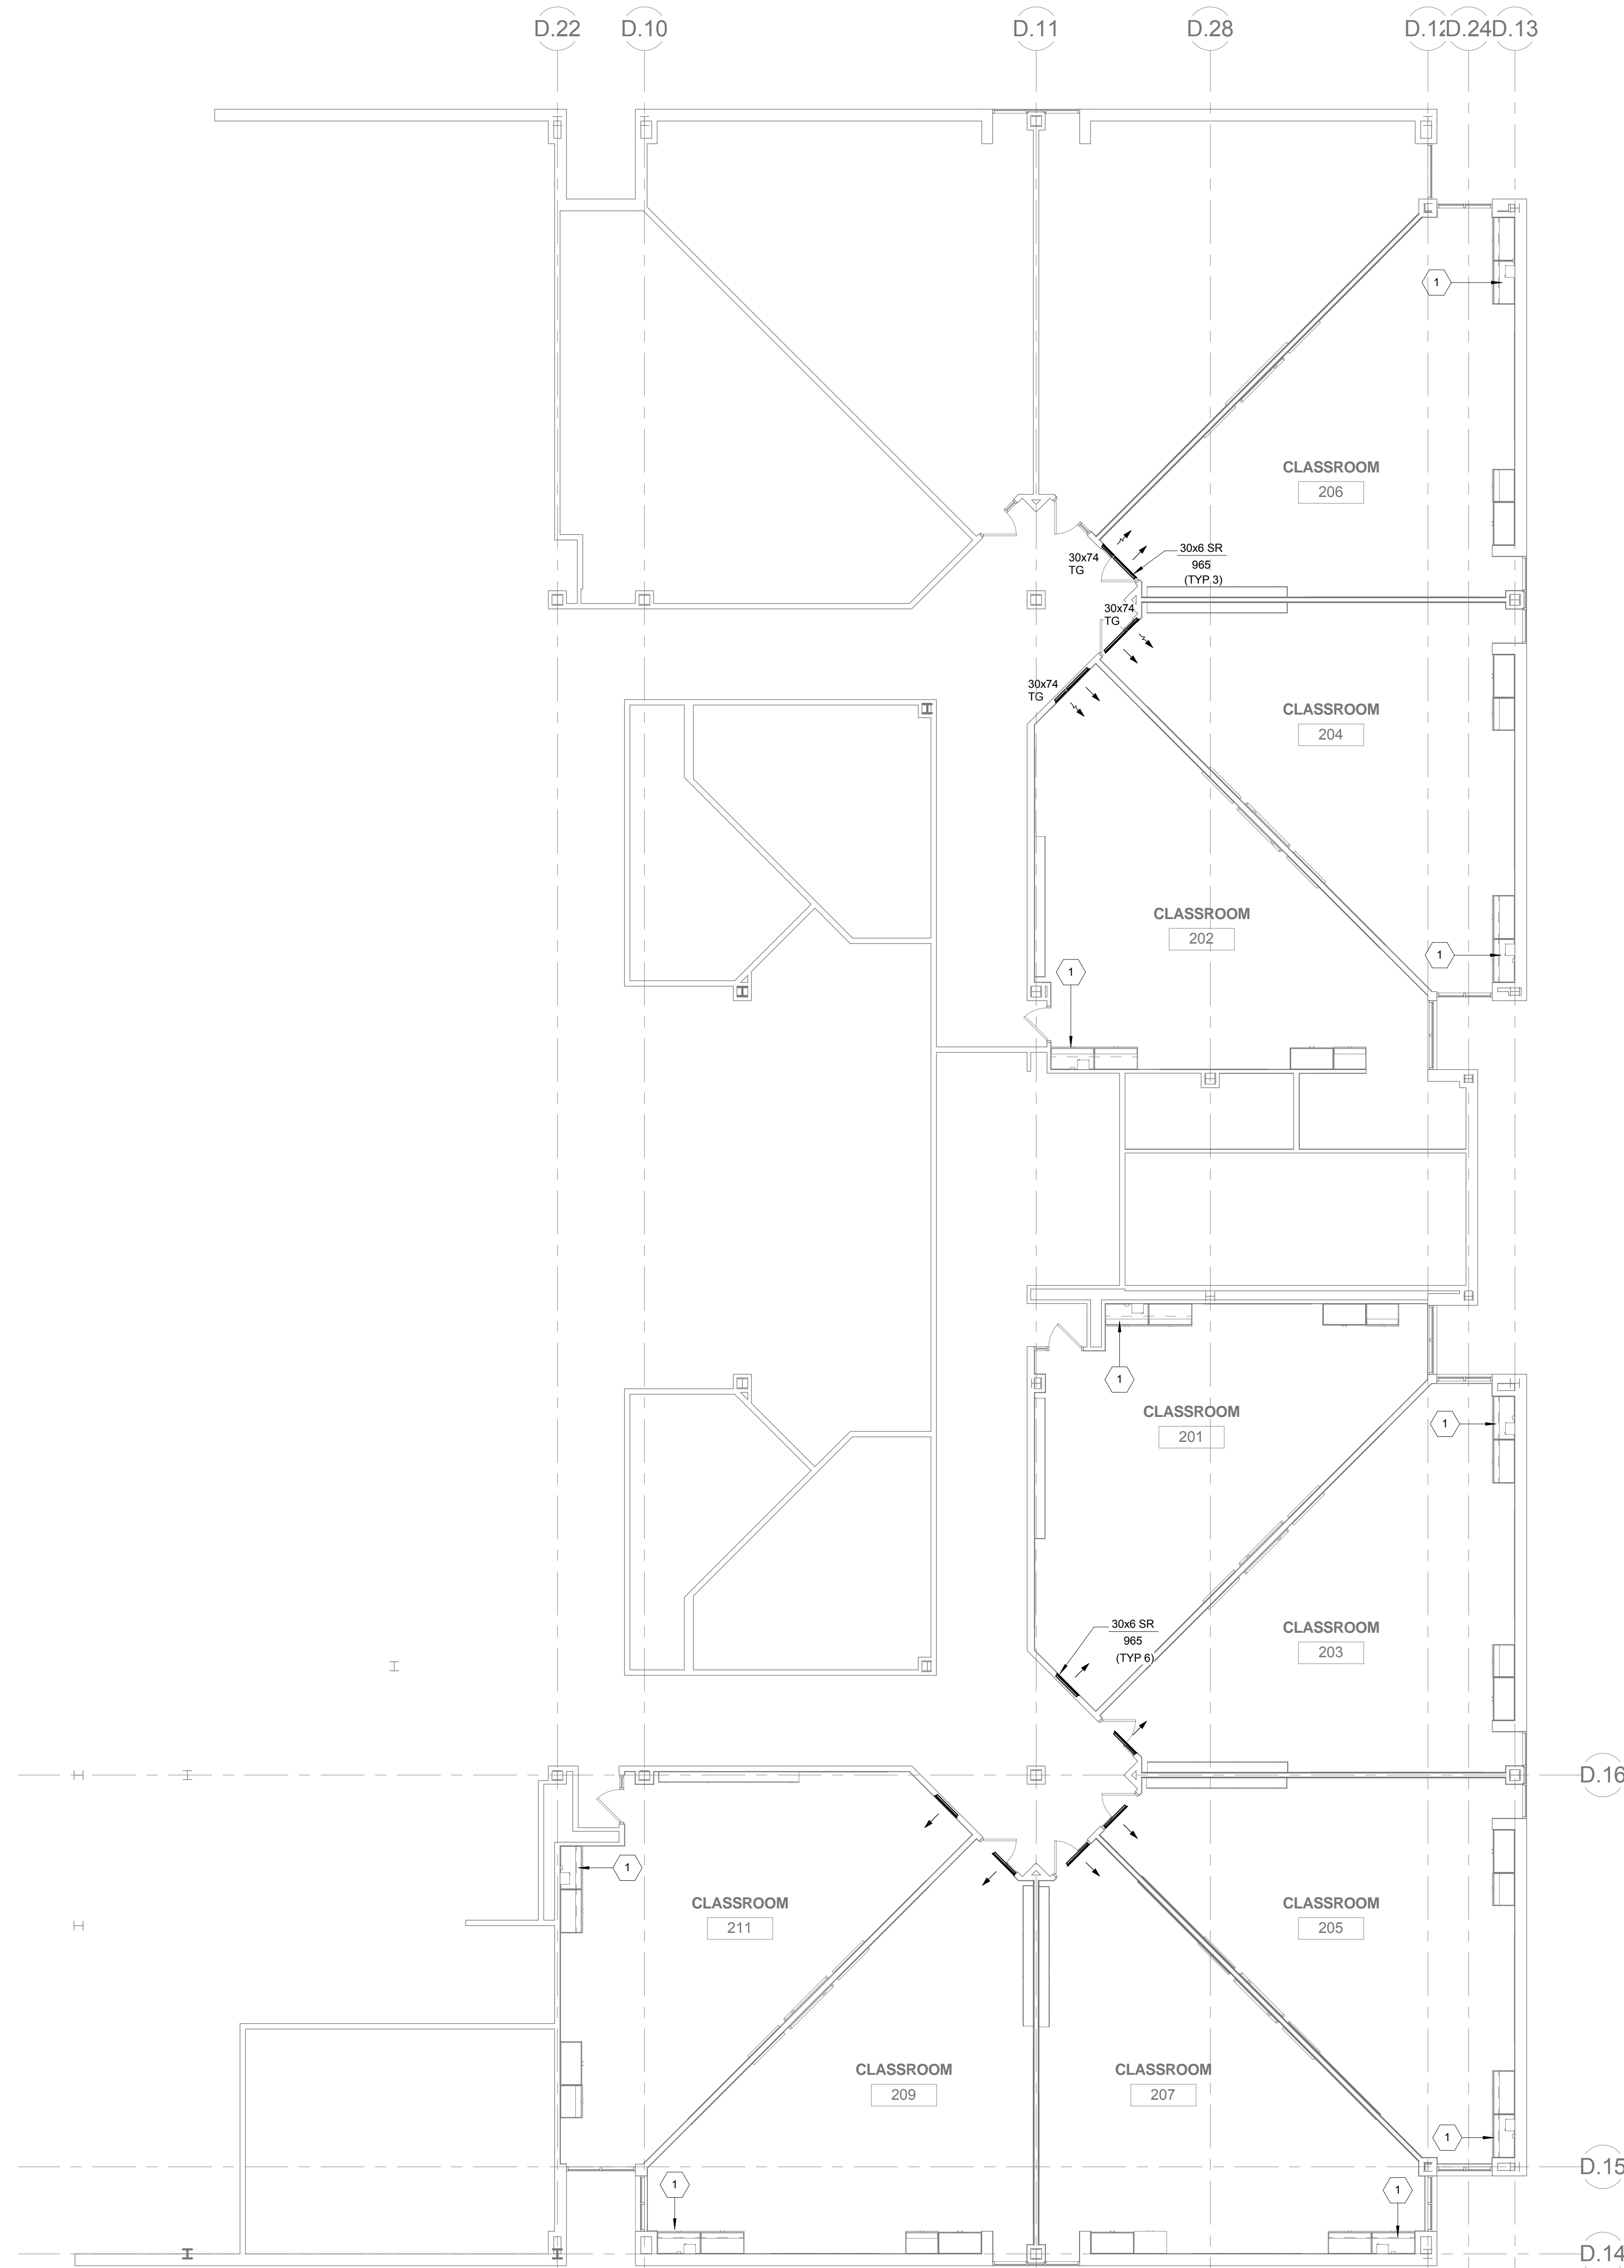 D.22
D.10
D.11
D.28
D.12
D.24
D.13
1
CLASSROOM
206
30x74
TG
30x6 SR
965
(TYP 3)
30x74
TG
30x74
TG
CLASSROOM
204
CLASSROOM
202
1
1
1
CLASSROOM
201
1
30x6 SR
965
(TYP 6)
CLASSROOM
203
D.16
1
CLASSROOM
211
CLASSROOM
205
CLASSROOM
209
CLASSROOM
207
1
D.15
1
1
D.14